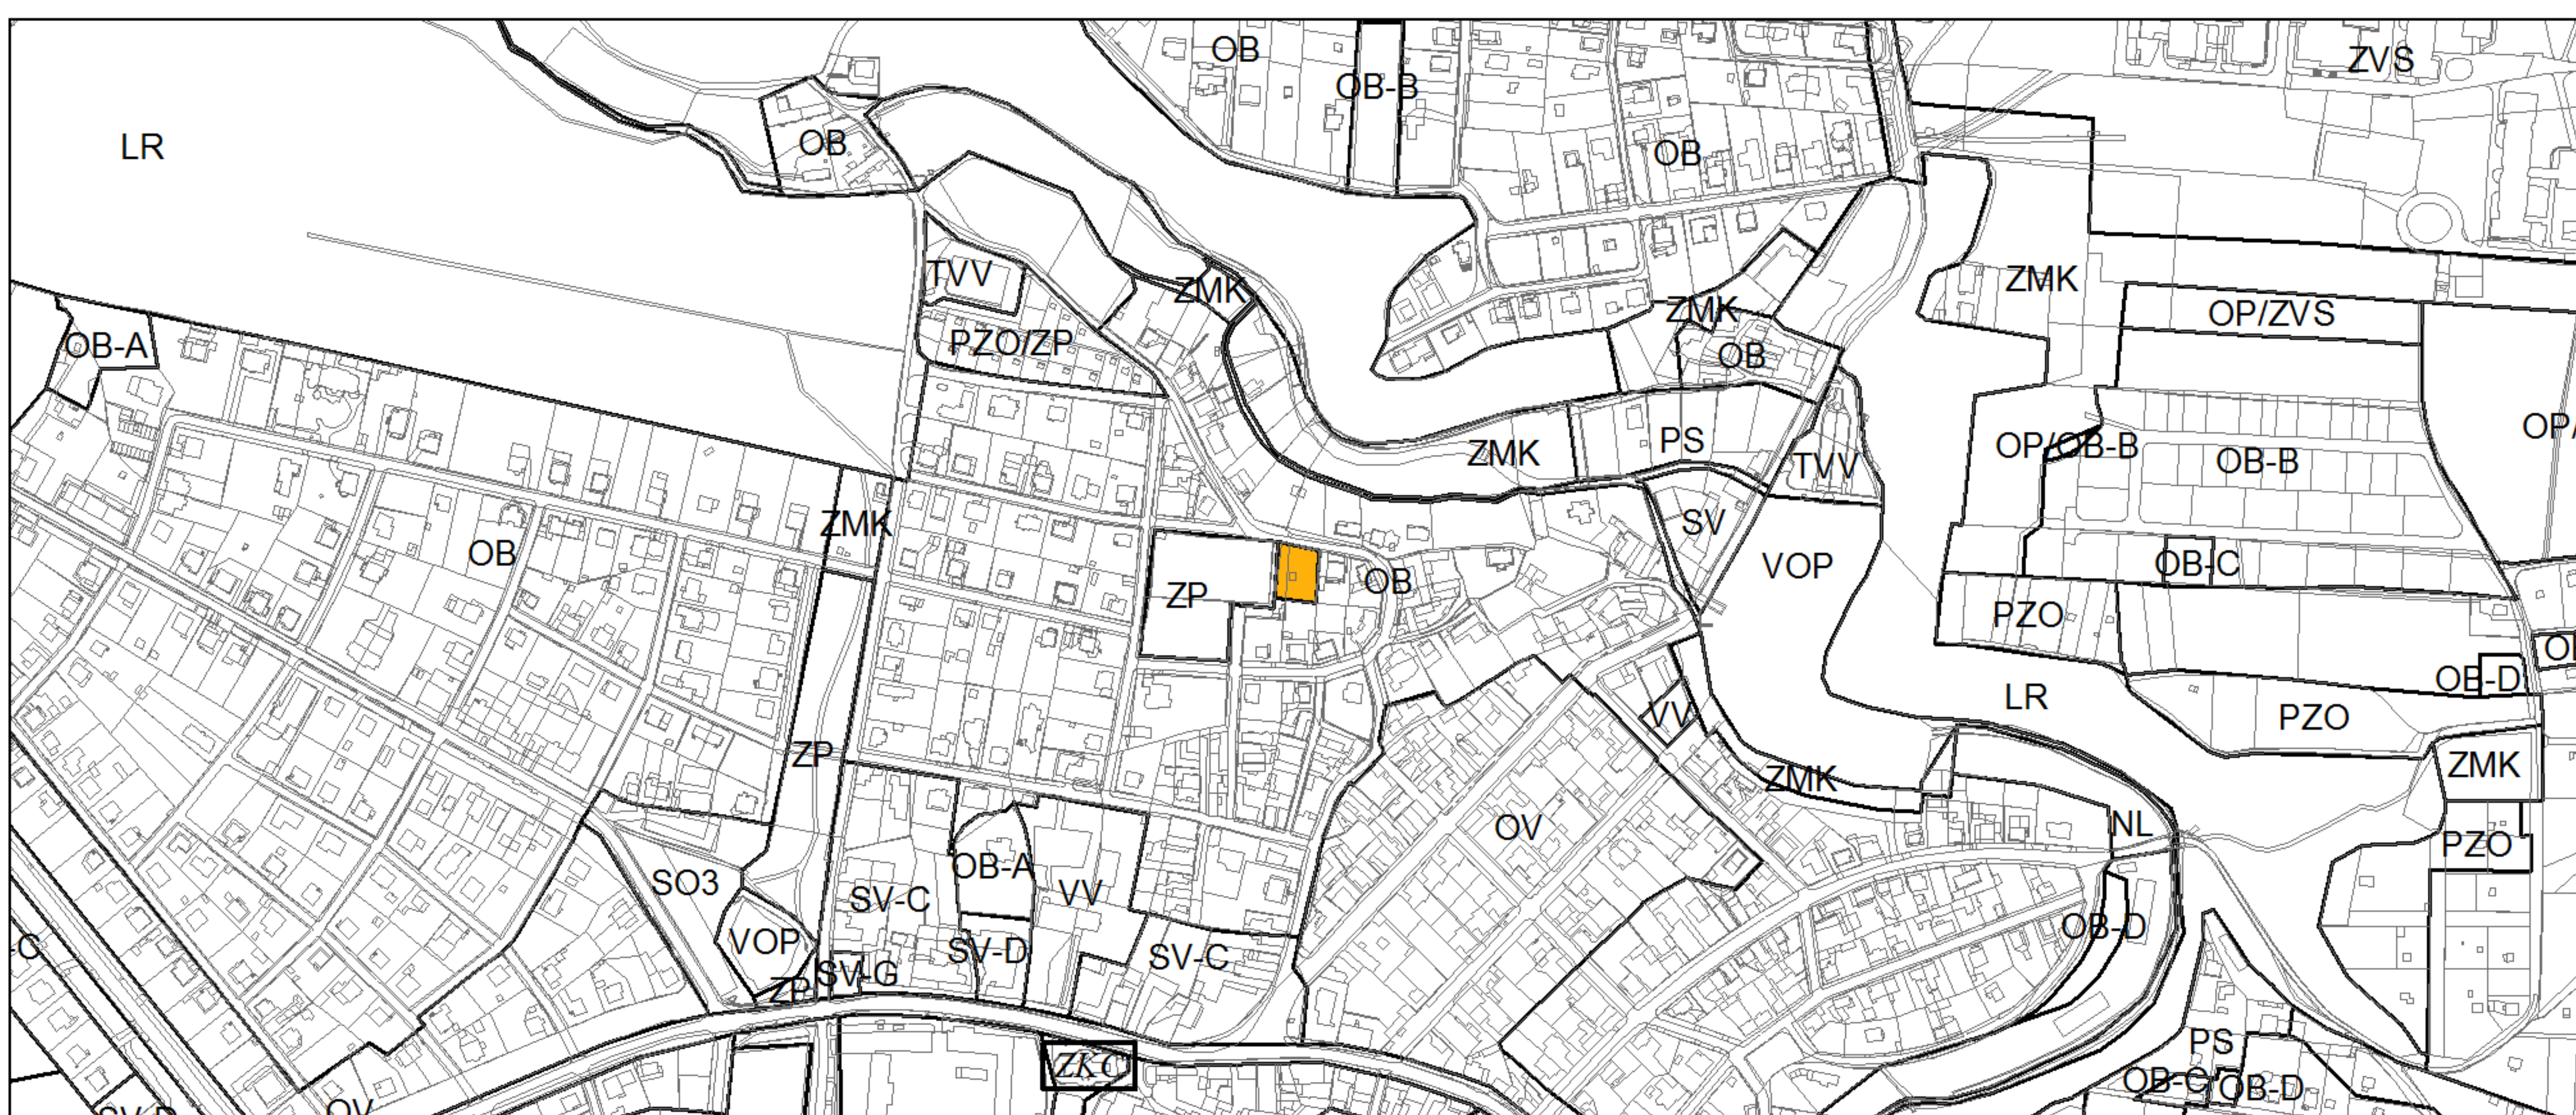 OB
ZVS
OB-B
LR
OB
OB
TVV
ZMK
ZMK
ZMK
OP/ZVS
PZO/ZP
OB-A
OB
OP/
PS
OP/OB-B
ZMK
OB-B
TVV
ZMK
SV
OB
VOP
OB-C
OB
ZP
PZO
OB-D
LR
VV
PZO
ZP
ZMK
ZMK
OV
NL
PZO
OB-A
SO3
VV
SV-C
OB-D
VOP
-C
SV-D
SV-C
SV-G
ZP
PS
ZKC
OB-C
OB-D
OV